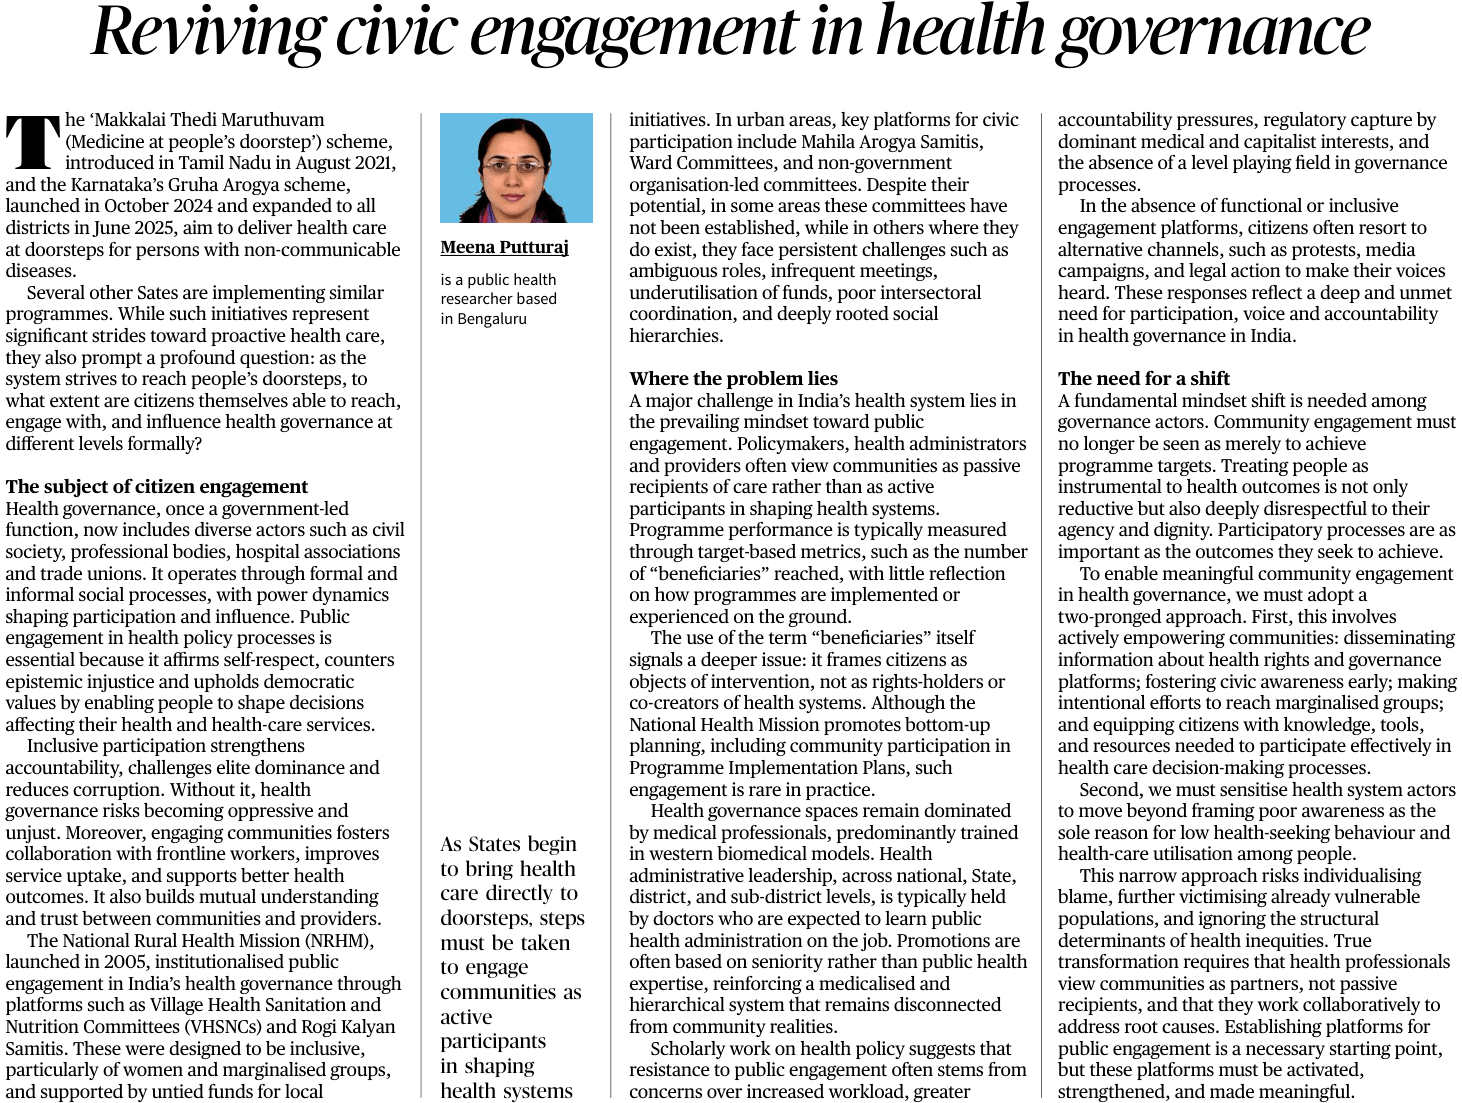 Reviving civic engagement in health governance
The ‘Makkalai Thedi Maruthuvam
(Medicine at people’s doorstep’) scheme,
introduced in Tamil Nadu in August 2021,
and the Karnataka’s Gruha Arogya scheme,
launched in October 2024 and expanded to all
districts in June 2025, aim to deliver health care
at doorsteps for persons with non-communicable
diseases.
Several other Sates are implementing similar
programmes. While such initiatives represent
significant strides toward proactive health care,
they also prompt a profound question: as the
system strives to reach people’s doorsteps, to
what extent are citizens themselves able to reach,
engage with, and influence health governance at
different levels formally?
The subject of citizen engagement
Health governance, once a government-led
function, now includes diverse actors such as civil
society, professional bodies, hospital associations
and trade unions. It operates through formal and
informal social processes, with power dynamics
shaping participation and influence. Public
engagement in health policy processes is
essential because it affirms self-respect, counters
epistemic injustice and upholds democratic
values by enabling people to shape decisions
affecting their health and health-care services.
Inclusive participation strengthens
accountability, challenges elite dominance and
reduces corruption. Without it, health
governance risks becoming oppressive and
unjust. Moreover, engaging communities fosters
collaboration with frontline workers, improves
service uptake, and supports better health
outcomes. It also builds mutual understanding
and trust between communities and providers.
The National Rural Health Mission (NRHM),
launched in 2005, institutionalised public
engagement in India’s health governance through
platforms such as Village Health Sanitation and
Nutrition Committees (VHSNCs) and Rogi Kalyan
Samitis. These were designed to be inclusive,
particularly of women and marginalised groups,
and supported by untied funds for local
Meena Putturaj
is a public health
researcher based
in Bengaluru
As States begin
to bring health
care directly to
doorsteps, steps
must be taken
to engage
communities as
active
participants
in shaping
health systems
initiatives. In urban areas, key platforms for civic
participation include Mahila Arogya Samitis,
Ward Committees, and non-government
organisation-led committees. Despite their
potential, in some areas these committees have
not been established, while in others where they
do exist, they face persistent challenges such as
ambiguous roles, infrequent meetings,
underutilisation of funds, poor intersectoral
coordination, and deeply rooted social
hierarchies.
Where the problem lies
A major challenge in India’s health system lies in
the prevailing mindset toward public
engagement. Policymakers, health administrators
and providers often view communities as passive
recipients of care rather than as active
participants in shaping health systems.
Programme performance is typically measured
through target-based metrics, such as the number
of “beneficiaries” reached, with little reflection
on how programmes are implemented or
experienced on the ground.
The use of the term “beneficiaries” itself
signals a deeper issue: it frames citizens as
objects of intervention, not as rights-holders or
co-creators of health systems. Although the
National Health Mission promotes bottom-up
planning, including community participation in
Programme Implementation Plans, such
engagement is rare in practice.
Health governance spaces remain dominated
by medical professionals, predominantly trained
in western biomedical models. Health
administrative leadership, across national, State,
district, and sub-district levels, is typically held
by doctors who are expected to learn public
health administration on the job. Promotions are
often based on seniority rather than public health
expertise, reinforcing a medicalised and
hierarchical system that remains disconnected
from community realities.
Scholarly work on health policy suggests that
resistance to public engagement often stems from
concerns over increased workload, greater
accountability pressures, regulatory capture by
dominant medical and capitalist interests, and
the absence of a level playing field in governance
processes.
In the absence of functional or inclusive
engagement platforms, citizens often resort to
alternative channels, such as protests, media
campaigns, and legal action to make their voices
heard. These responses reflect a deep and unmet
need for participation, voice and accountability
in health governance in India.
The need for a shift
A fundamental mindset shift is needed among
governance actors. Community engagement must
no longer be seen as merely to achieve
programme targets. Treating people as
instrumental to health outcomes is not only
reductive but also deeply disrespectful to their
agency and dignity. Participatory processes are as
important as the outcomes they seek to achieve.
To enable meaningful community engagement
in health governance, we must adopt a
two-pronged approach. First, this involves
actively empowering communities: disseminating
information about health rights and governance
platforms; fostering civic awareness early; making
intentional efforts to reach marginalised groups;
and equipping citizens with knowledge, tools,
and resources needed to participate effectively in
health care decision-making processes.
Second, we must sensitise health system actors
to move beyond framing poor awareness as the
sole reason for low health-seeking behaviour and
health-care utilisation among people.
This narrow approach risks individualising
blame, further victimising already vulnerable
populations, and ignoring the structural
determinants of health inequities. True
transformation requires that health professionals
view communities as partners, not passive
recipients, and that they work collaboratively to
address root causes. Establishing platforms for
public engagement is a necessary starting point,
but these platforms must be activated,
strengthened, and made meaningful.